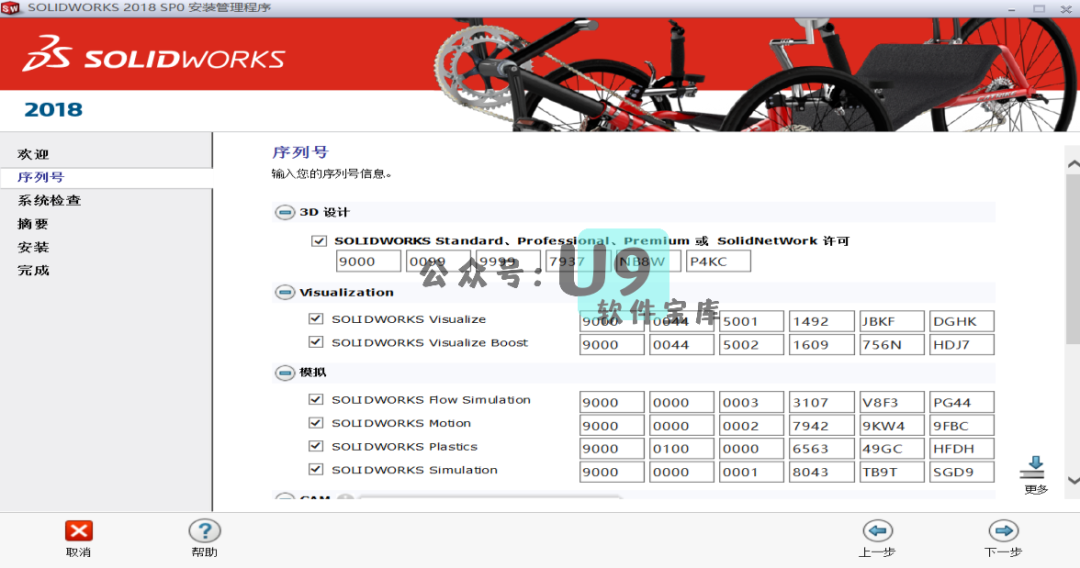 SOLIDWORKS 2018 SP0 安装管理程序
SOLIDWORKS
2018
欢迎
序列号
系统检查
摘要
安装
完成
序列号
输入您的序列号信息。
3D 设计
SOLIDWORKS Standard、Professional、Premium 或 SolidNetWork 许可
9000 0099 9999 7937 NB8W P4KC
公众号: U9
软件宝库
Visualization
SOLIDWORKS Visualize 9000 0044 5001 1492 JBKF DGHK
SOLIDWORKS Visualize Boost 9000 0044 5002 1609 756N HDJ7
模拟
SOLIDWORKS Flow Simulation 9000 0000 0003 3107 V8F3 PG44
SOLIDWORKS Motion 9000 0000 0002 7942 9KW4 9FBC
SOLIDWORKS Plastics 9000 0100 0000 6563 49GC HFDH
SOLIDWORKS Simulation 9000 0000 0001 8043 TB9T SGD9
CAM
更多
取消 帮助 上一步 下一步